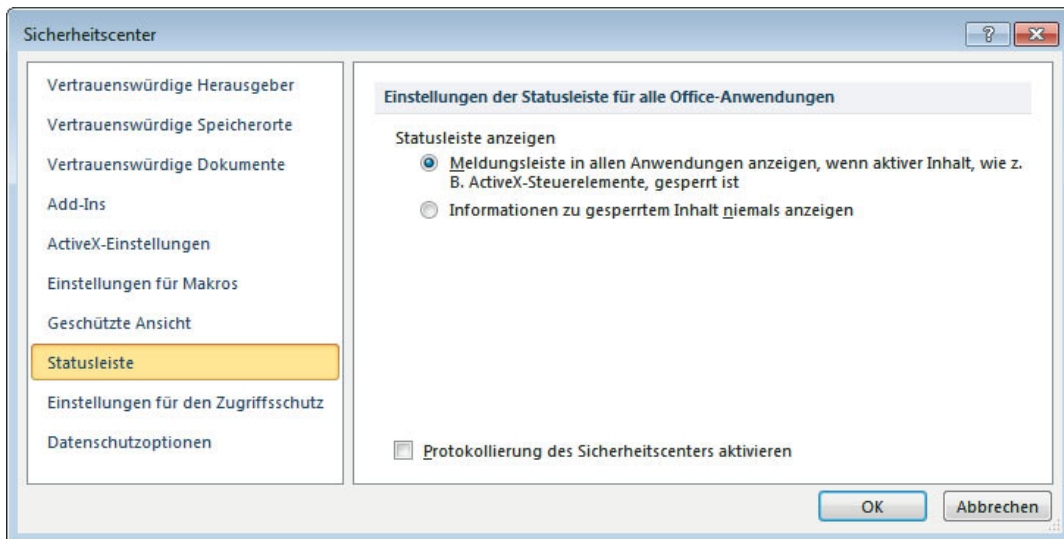 Sicherheitscenter
Vertrauenswürdige Herausgeber
Vertrauenswürdige Speicherorte
Vertrauenswürdige Dokumente
Add-Ins
ActiveX-Einstellungen
Einstellungen für Makros
Geschützte Ansicht
Statusleiste
Einstellungen für den Zugriffsschutz
Datenschutzoptionen
Einstellungen der Statusleiste für alle Office-Anwendungen
Statusleiste anzeigen
Meldungsleiste in allen Anwendungen anzeigen, wenn aktiver Inhalt, wie z.
B. ActiveX-Steuerelemente, gesperrt ist
Informationen zu gesperrtem Inhalt niemals anzeigen
Protokollierung des Sicherheitscenters aktivieren
OK
Abbrechen